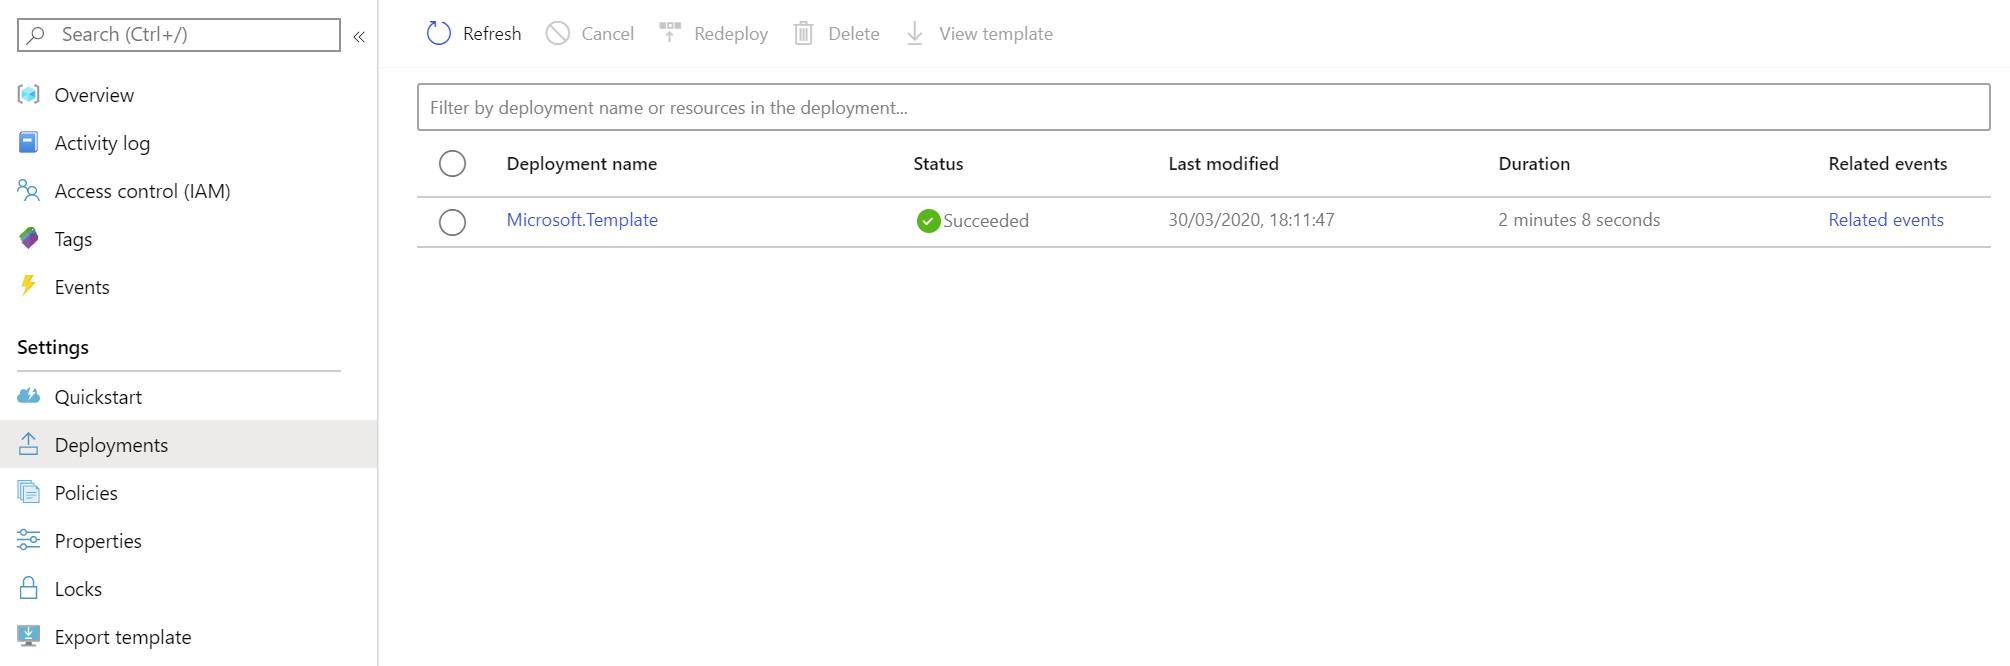 Search (Ctrl+/)
«
Overview
Activity log
Access control (IAM)
Tags
Events
Settings
Quickstart
Deployments
Policies
Properties
Locks
Export template
Refresh Cancel Redeploy Delete View template
Filter by deployment name or resources in the deployment...
Deployment name Status Last modified Duration Related events
Microsoft.Template Succeeded 30/03/2020, 18:11:47 2 minutes 8 seconds Related events